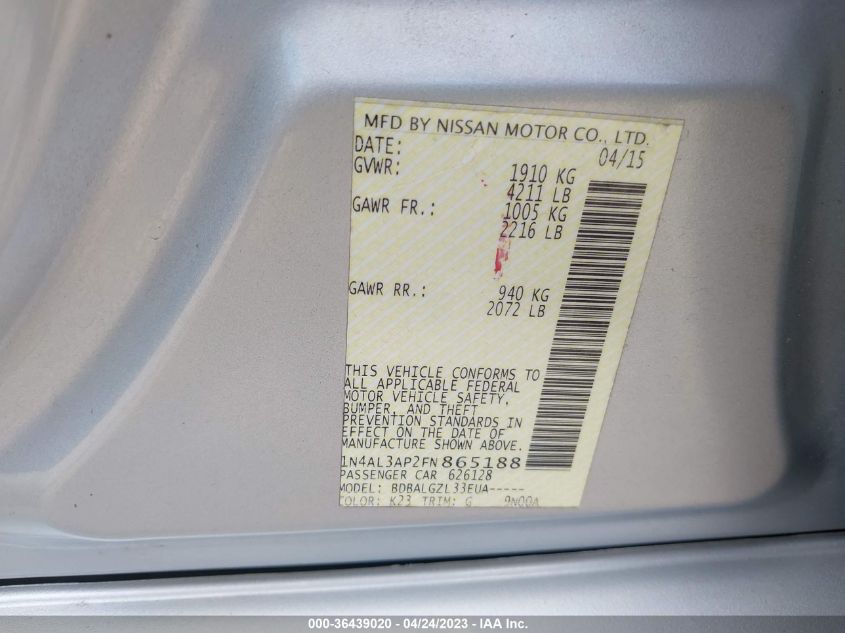 MFD BY NISSAN MOTOR CO., LTD.
DATE: 04/15
GVWR: 1910 KG
4211 LB
GAWR FR.: 1005 KG
2216 LB
GAWR RR.: 940 KG
2072 LB
THIS VEHICLE CONFORMS TO
ALL APPLICABLE FEDERAL
MOTOR VEHICLE SAFETY,
BUMPER, AND THEFT
PREVENTION STANDARDS IN
EFFECT ON THE DATE OF
MANUFACTURE SHOWN ABOVE.
1N4AL3AP2FN865188
PASSENGER CAR 626128
MODEL: BDBALGZL33EUA-----
COLOR: K23 TRIM: G 9N00A
000-36439020 - 04/24/2023 - IAA Inc.